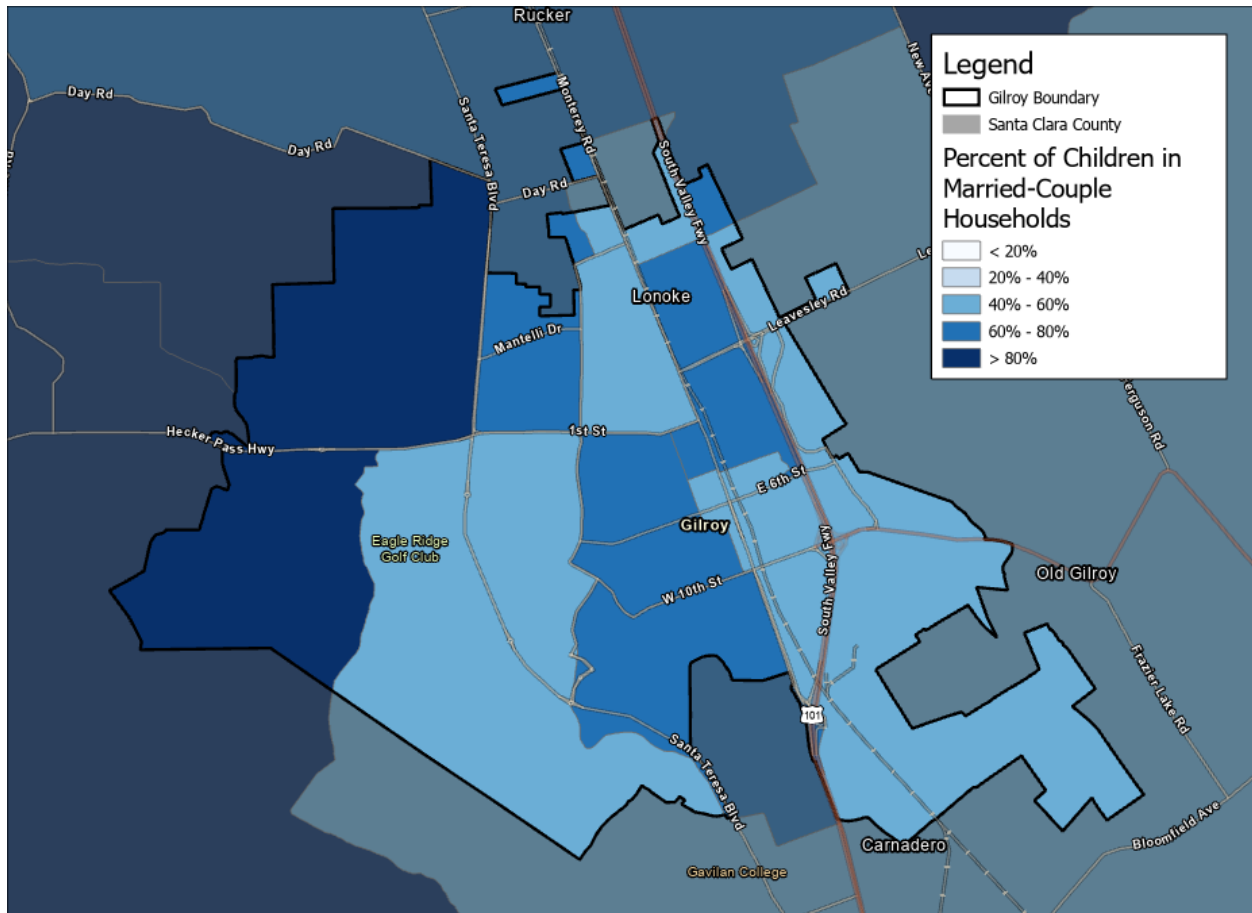 Rucker
Day Rd
Day Rd
Santa Teresa Blvd
Monterey Rd
South Valley Fwy
Day Rd
Legend
Gilroy Boundary
Santa Clara County
Percent of Children in
Married-Couple
Households
< 20%
20% - 40%
40% - 60%
60% - 80%
> 80%
Lonoke
Leavesley Rd
Mantelli Dr
Hecker Pass Hwy
1st St
Ferguson Rd
E 6th St
Gilroy
Eagle Ridge
Golf Club
W 10th St
South Valley Fwy
Old Gilroy
Frazier Lake Rd
101
Santa Teresa Blvd
Carnadero
Bloomfield Ave
Gavilan College